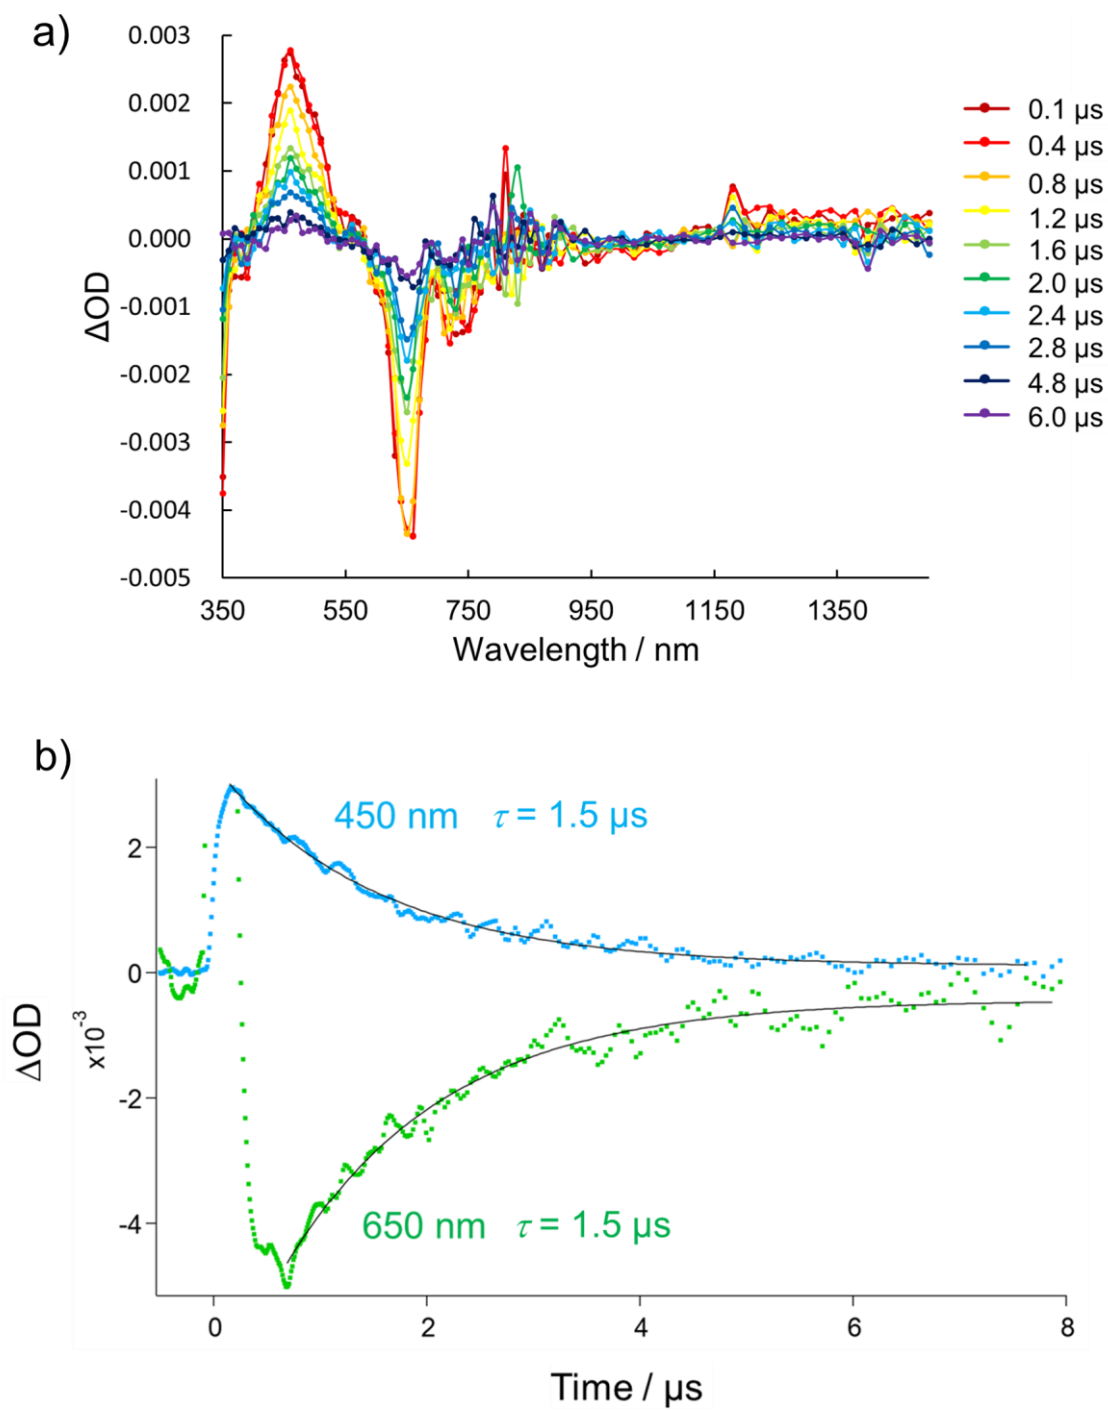 a)
0.003
0.002
0.001
0.000
-0.001
-0.002
-0.003
-0.004
-0.005
ΔOD
350 550 750 950 1150 1350
Wavelength / nm
0.1 µs
0.4 µs
0.8 µs
1.2 µs
1.6 µs
2.0 µs
2.4 µs
2.8 µs
4.8 µs
6.0 µs
b)
450 nm τ = 1.5 µs
2
0
-2
-4
ΔOD
x10⁻³
650 nm τ = 1.5 µs
0 2 4 6 8
Time / µs